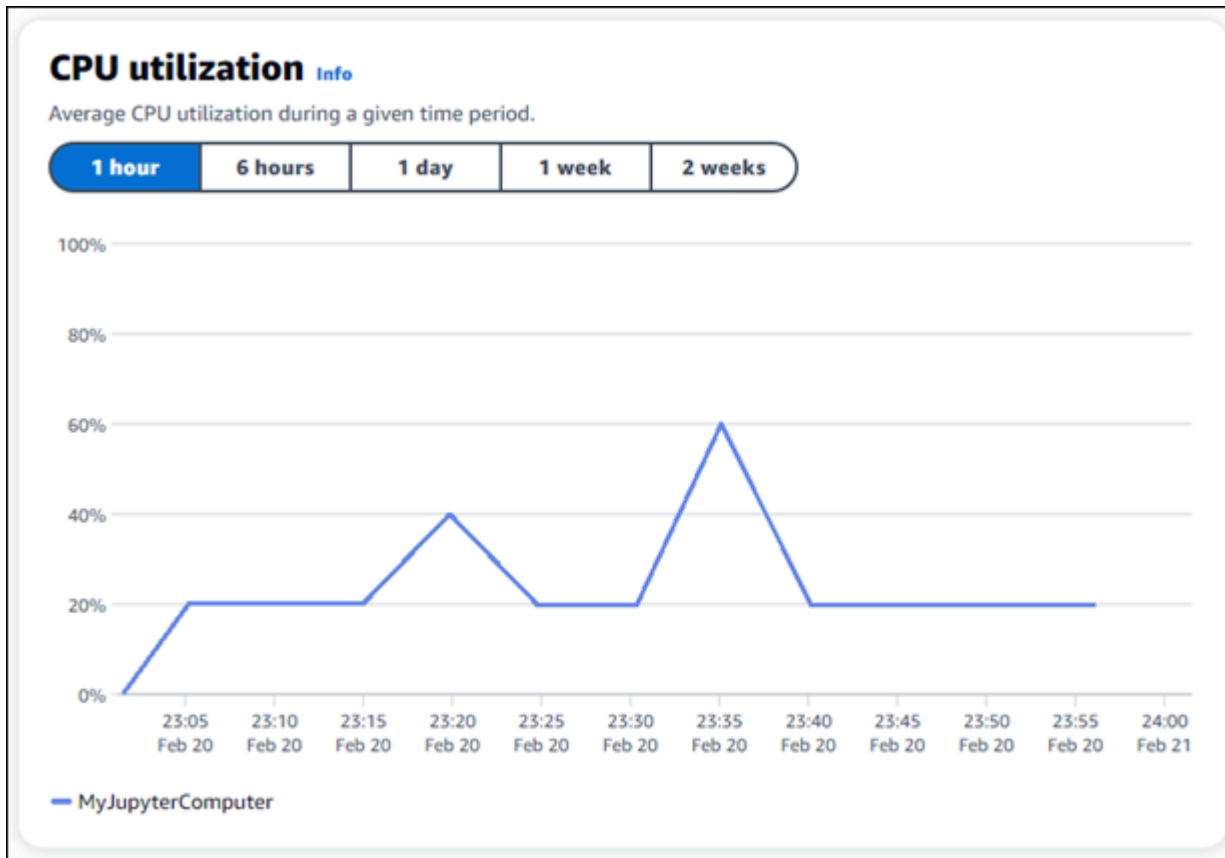 CPU utilization Info
Average CPU utilization during a given time period.
1 hour 6 hours 1 day 1 week 2 weeks
100%
80%
60%
40%
20%
0%
23:05 23:10 23:15 23:20 23:25 23:30 23:35 23:40 23:45 23:50 23:55 24:00
Feb 20 Feb 20 Feb 20 Feb 20 Feb 20 Feb 20 Feb 20 Feb 20 Feb 20 Feb 20 Feb 20 Feb 21
MyJupyterComputer